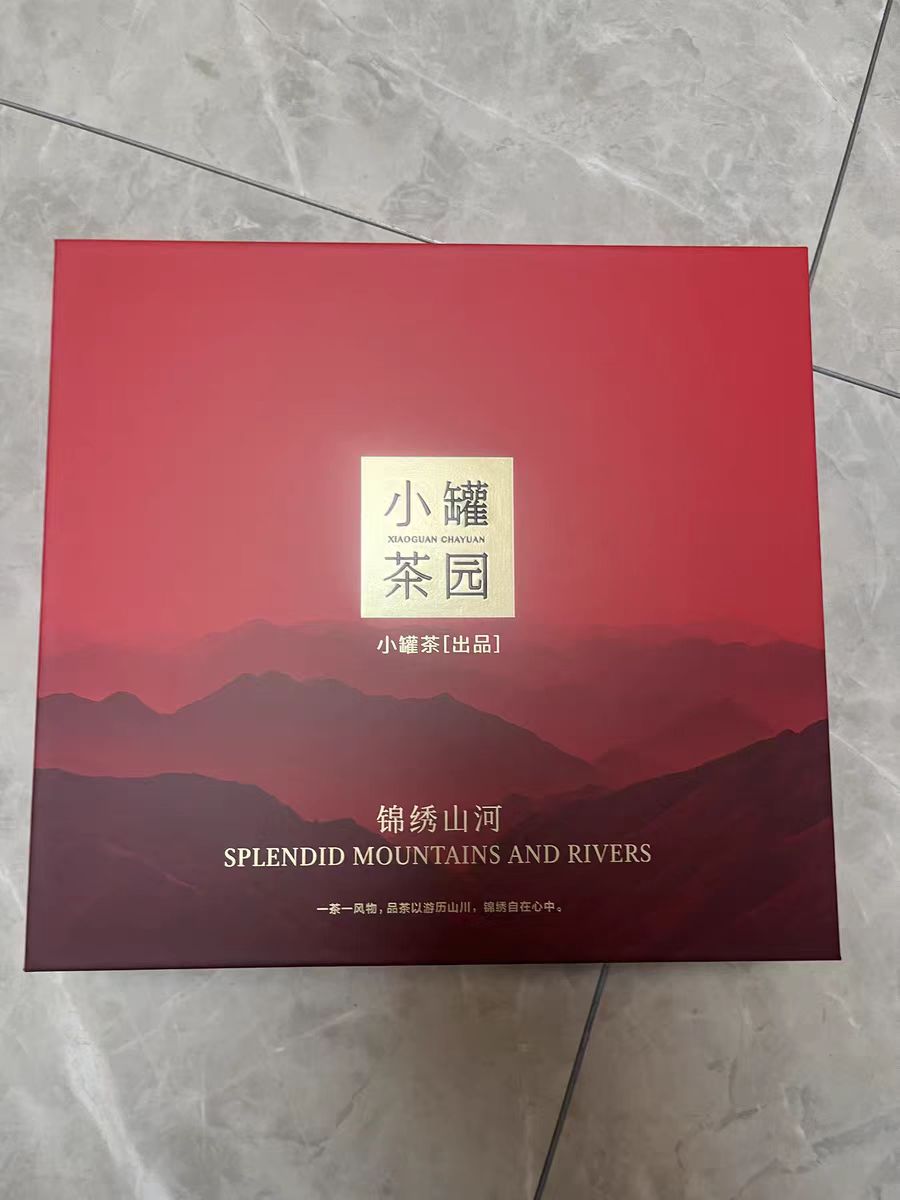 小罐
XIAOGUAN CHAYUAN
茶园
小罐茶[出品]
锦绣山河
SPLENDID MOUNTAINS AND RIVERS
一茶一风物，品茶以游历山川，锦绣自在心中。